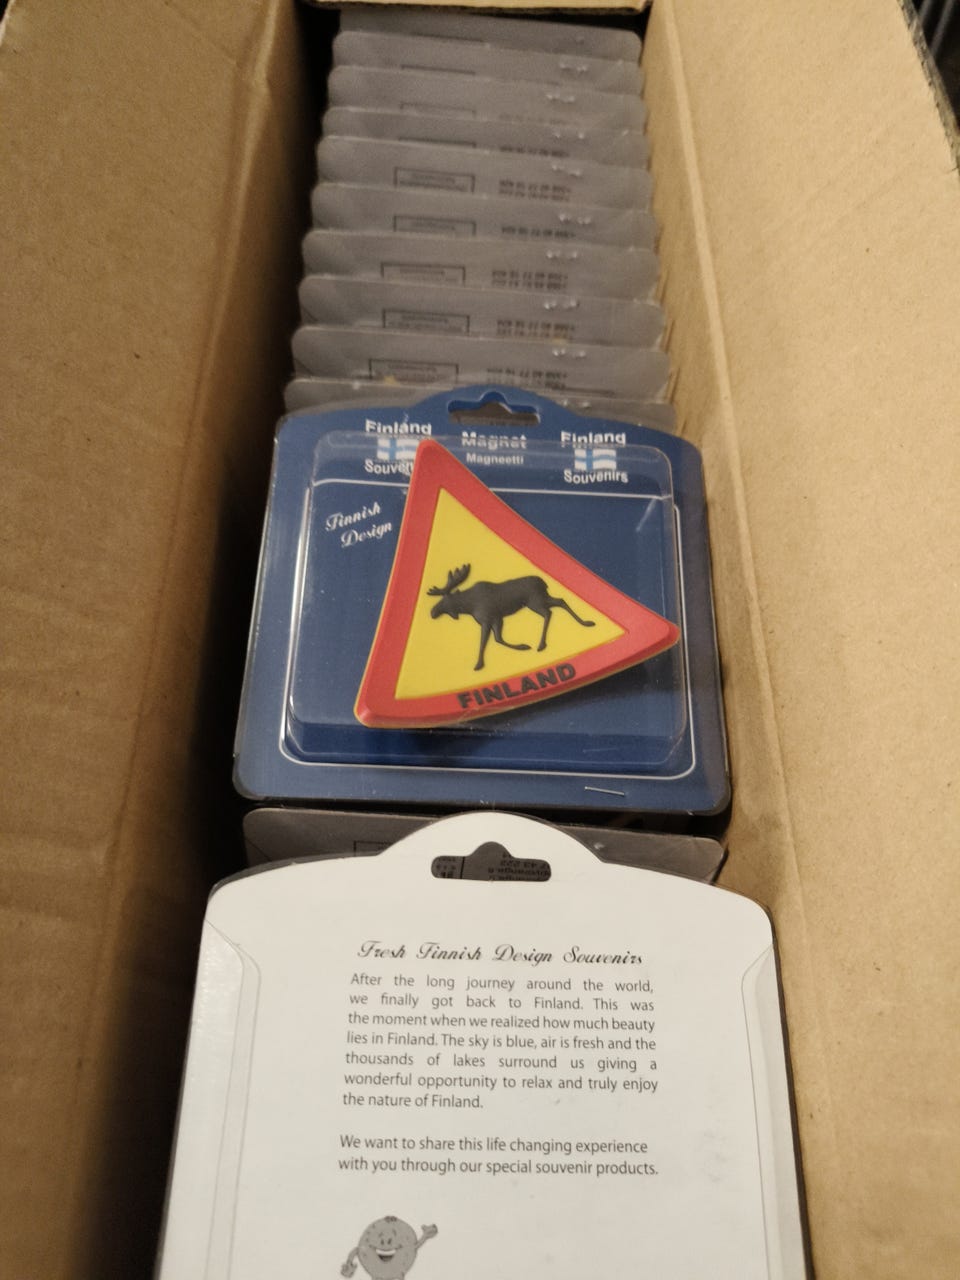 Finland
Souvenirs
Magnet
Magneetti
Finland
Souvenirs
Finnish
Design
FINLAND
Fresh Finnish Design Souvenirs
After the long journey around the world,
we finally got back to Finland. This was
the moment when we realized how much beauty
lies in Finland. The sky is blue, air is fresh and the
thousands of lakes surround us giving a
wonderful opportunity to relax and truly enjoy
the nature of Finland.
We want to share this life changing experience
with you through our special souvenir products.